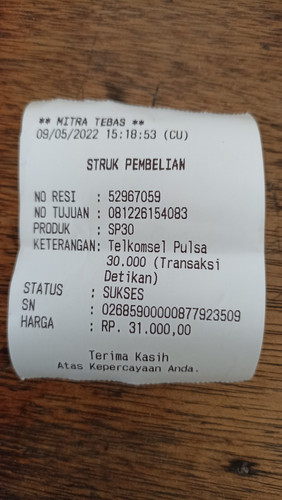 ** MITRA TEBAS **
09/05/2022 15:18:53 (CU)
STRUK PEMBELIAN
NO RESI : 52967059
NO TUJUAN : 081226154083
PRODUK : SP30
KETERANGAN: Telkomsel Pulsa
30.000 (Transaksi
Detikan)
STATUS : SUKSES
SN : 02685900000877923509
HARGA : RP. 31.000,00
Terima Kasih
Atas Kepercayaan Anda.